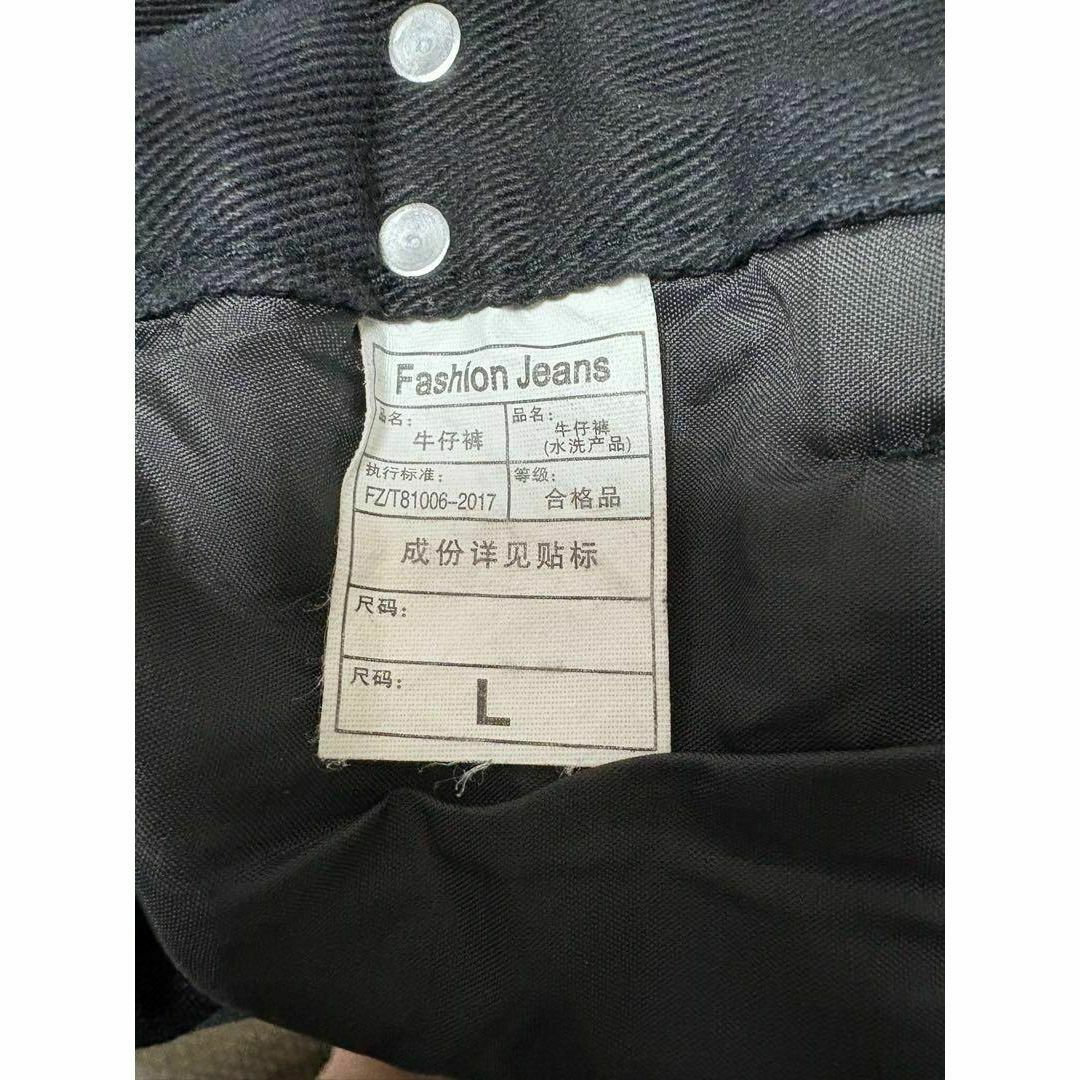 Fashion Jeans
品名:
牛仔裤
品名:
牛仔裤
(水洗产品)
执行标准:
FZ/T81006-2017
等级:
合格品
成份详见贴标
尺码:
尺码:
L